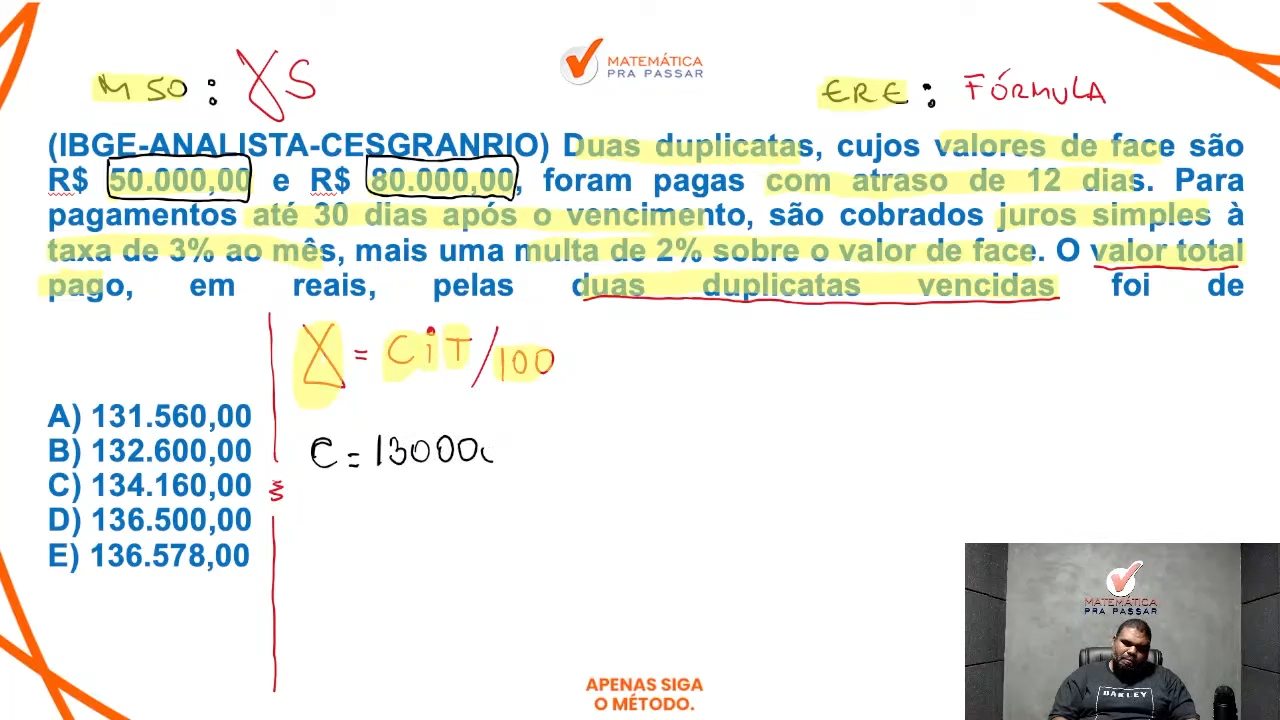 MATEMÁTICA
PRA PASSAR
M SO : JS
ERE : FÓRMULA
(IBGE-ANALISTA-CESGRANRIO) Duas duplicatas, cujos valores de face são
R$ 50.000,00 e R$ 80.000,00, foram pagas com atraso de 12 dias. Para
pagamentos até 30 dias após o vencimento, são cobrados juros simples à
taxa de 3% ao mês, mais uma multa de 2% sobre o valor de face. O valor total
pago, em reais, pelas duas duplicatas vencidas foi de
J = CiT/100
C = 13000
A) 131.560,00
B) 132.600,00
C) 134.160,00
D) 136.500,00
E) 136.578,00
MATEMÁTICA
PRA PASSAR
OAKLEY
APENAS SIGA
O MÉTODO.